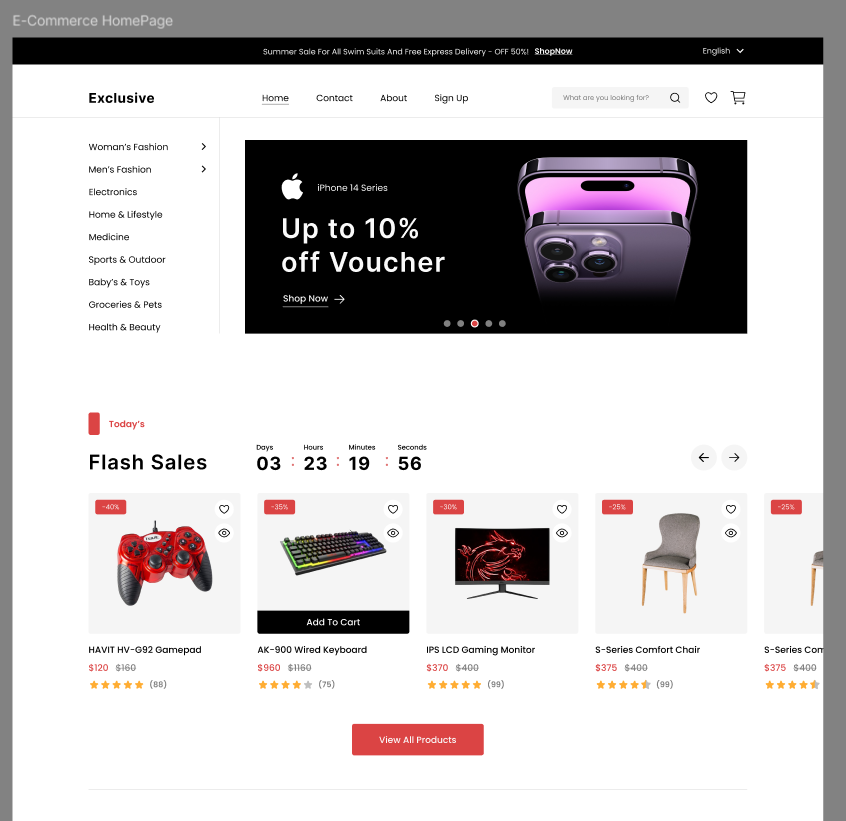 E-Commerce HomePage
Summer Sale For All Swim Suits And Free Express Delivery - OFF 50%! ShopNow
English
Exclusive
Home
Contact
About
Sign Up
What are you looking for?
Woman's Fashion
Men's Fashion
Electronics
Home & Lifestyle
Medicine
Sports & Outdoor
Baby's & Toys
Groceries & Pets
Health & Beauty
iPhone 14 Series
Up to 10%
off Voucher
Shop Now
Today's
Flash Sales
Days
Hours
Minutes
Seconds
03 : 23 : 19 : 56
-40%
-35%
-30%
-25%
-25%
Add To Cart
HAVIT HV-G92 Gamepad
$120 $160
(88)
AK-900 Wired Keyboard
$960 $1160
(75)
IPS LCD Gaming Monitor
$370 $400
(99)
S-Series Comfort Chair
$375 $400
(99)
S-Series Com
$375 $400
View All Products